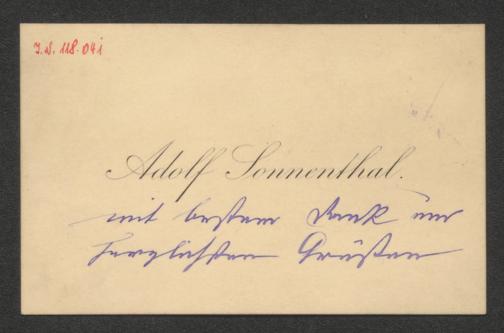 I.N. 118.041
Adolf Sonnenthal.
mit bestem Dank und
herzlichsten Grüßen